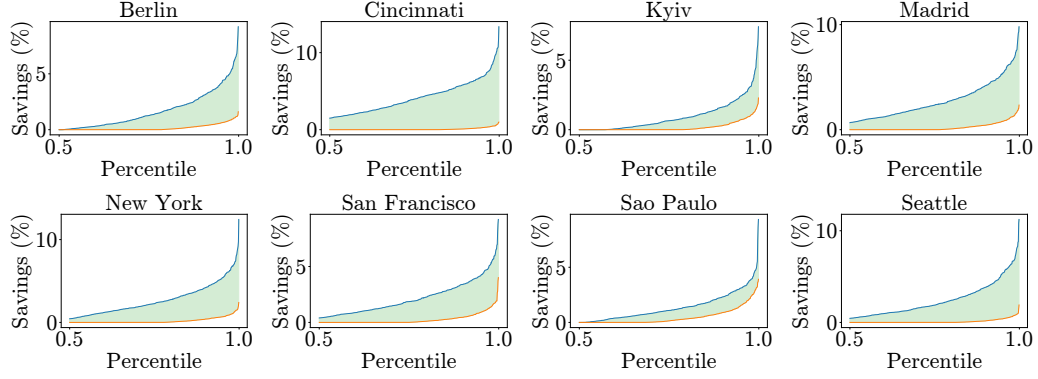 Berlin
Cincinnati
Kyiv
Madrid
Savings (%)
5
0
0.5
1.0
Percentile
Savings (%)
10
0
0.5
1.0
Percentile
Savings (%)
5
0
0.5
1.0
Percentile
Savings (%)
10
0
0.5
1.0
Percentile
New York
San Francisco
Sao Paulo
Seattle
Savings (%)
10
0
0.5
1.0
Percentile
Savings (%)
5
0
0.5
1.0
Percentile
Savings (%)
5
0
0.5
1.0
Percentile
Savings (%)
10
0
0.5
1.0
Percentile